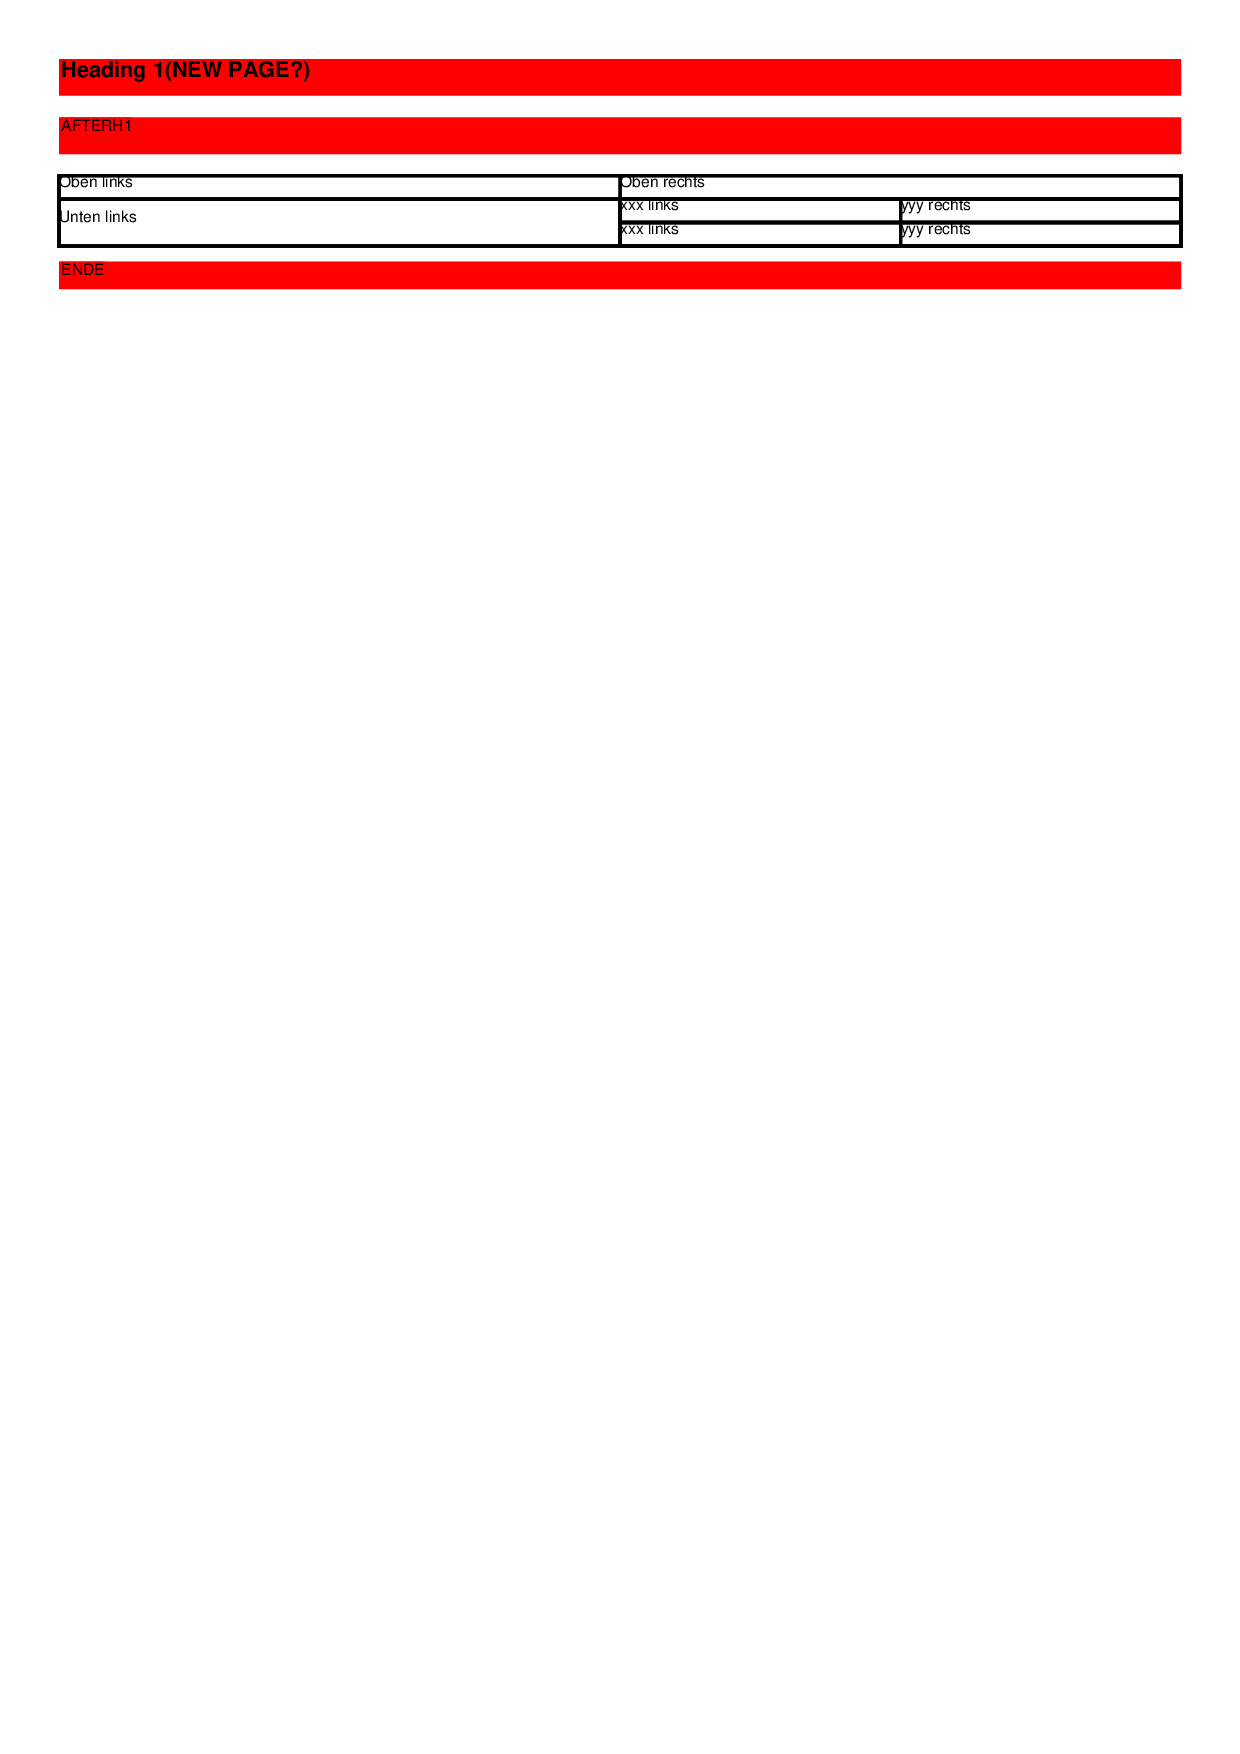 Heading 1(NEW PAGE?)
AFTERH1
Oben links Oben rechts
Unten links xxx links yyy rechts
xxx links yyy rechts
ENDE